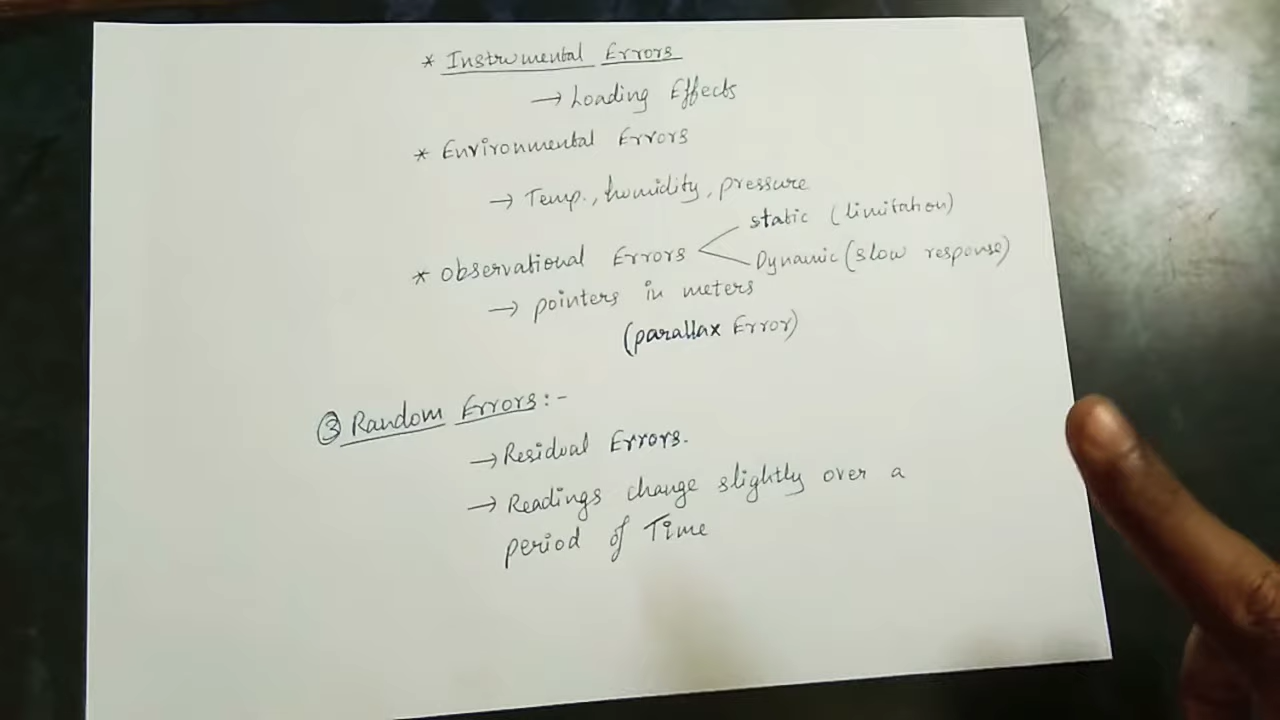 * Instrumental Errors
→ Loading Effects
* Environmental Errors
→ Temp., humidity, pressure
* Observational Errors
static (limitation)
Dynamic (slow response)
→ pointers in meters
(parallax Error)
③ Random Errors:-
→ Residual Errors.
→ Readings change slightly over a
period of Time